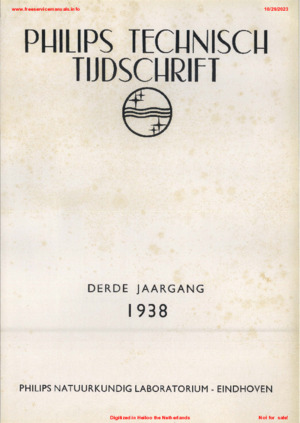 www.freeservicemanuals.info 10/29/2023
PHILIPS TECHNISCH
TIJDSCHRIFT
DERDE JAARGANG
1938
PHILIPS NATUURKUNDIG LABORATORIUM - EINDHOVEN
Digitized in Heiloo the Netherlands Not for sale!